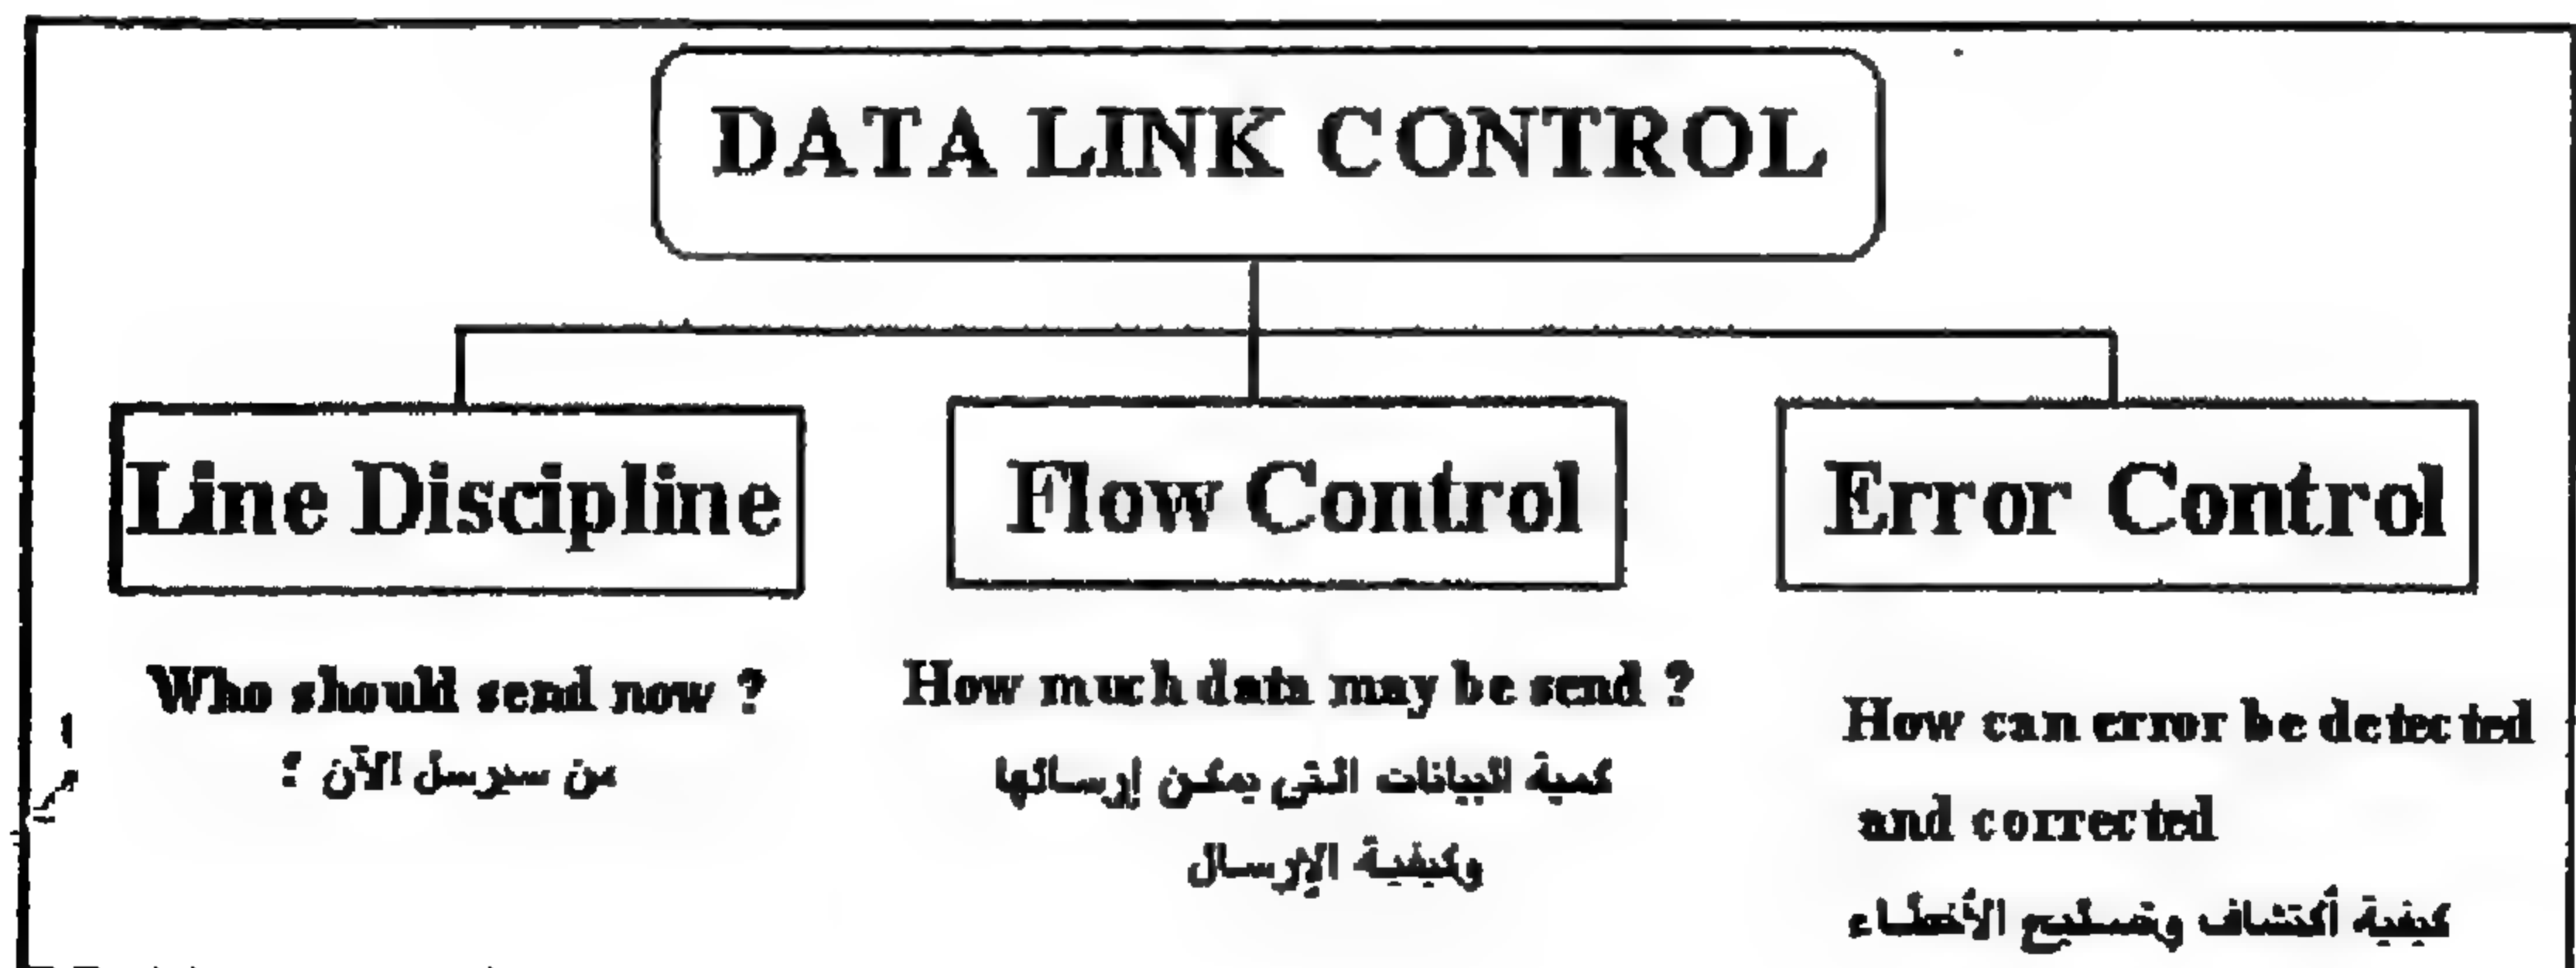 DATA LINK CONTROL
Line Discipline
Who should send now ?
من سيرسل الآن ؟
Flow Control
How much data may be send ?
كمية البيانات التي يمكن إرسالها
وكيفية الإرسال
Error Control
How can error be detected
and corrected
كيفية أكتشاف وتصحيح الأخطاء